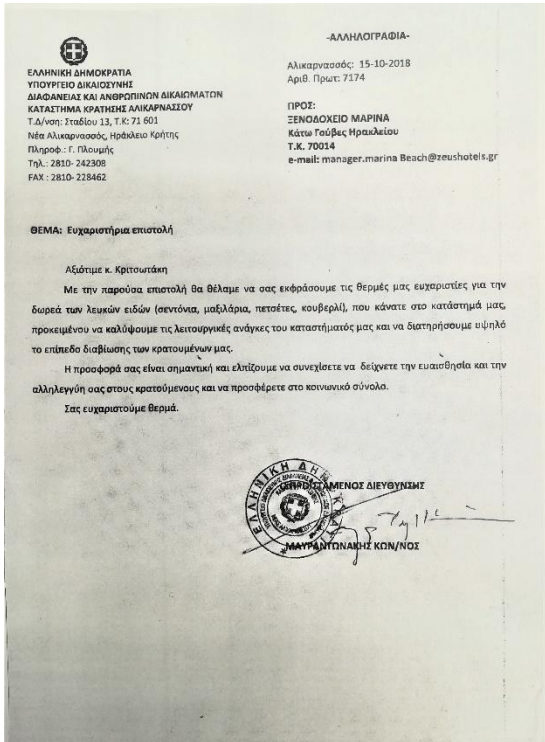 -ΑΛΛΗΛΟΓΡΑΦΙΑ-
ΕΛΛΗΝΙΚΗ ΔΗΜΟΚΡΑΤΙΑ
ΥΠΟΥΡΓΕΙΟ ΔΙΚΑΙΟΣΥΝΗΣ
ΔΙΑΦΑΝΕΙΑΣ ΚΑΙ ΑΝΘΡΩΠΙΝΩΝ ΔΙΚΑΙΩΜΑΤΩΝ
ΚΑΤΑΣΤΗΜΑ ΚΡΑΤΗΣΗΣ ΑΛΙΚΑΡΝΑΣΣΟΥ
Τ.Δ/νση: Σταδίου 13, Τ.Κ: 71 601
Νέα Αλικαρνασσός, Ηράκλειο Κρήτης
Πληροφ.: Γ. Πλουμής
Τηλ.: 2810- 242308
FAX : 2810- 228462
Αλικαρνασσός: 15-10-2018
Αριθ. Πρωτ: 7174
ΠΡΟΣ:
ΞΕΝΟΔΟΧΕΙΟ ΜΑΡΙΝΑ
Κάτω Γούβες Ηρακλείου
Τ.Κ. 70014
e-mail: manager.marina Beach@zeushotels.gr
ΘΕΜΑ: Ευχαριστήρια επιστολή
Αξιότιμε κ. Κριτσωτάκη
Με την παρούσα επιστολή θα θέλαμε να σας εκφράσουμε τις θερμές μας ευχαριστίες για την
δωρεά των λευκών ειδών (σεντόνια, μαξιλάρια, πετσέτες, κουβερλί), που κάνατε στο κατάστημά μας,
προκειμένου να καλύψουμε τις λειτουργικές ανάγκες του καταστήματός μας και να διατηρήσουμε υψηλό
το επίπεδο διαβίωσης των κρατουμένων μας.
Η προσφορά σας είναι σημαντική και ελπίζουμε να συνεχίσετε να δείχνετε την ευαισθησία και την
αλληλεγγύη σας στους κρατούμενους και να προσφέρετε στο κοινωνικό σύνολο.
Σας ευχαριστούμε θερμά.
ΕΛΛΗΝΙΚΗ ΔΗΜΟΚΡΑΤΙΑ
Ο ΠΡΟΪΣΤΑΜΕΝΟΣ ΔΙΕΥΘΥΝΣΗΣ
ΜΑΥΡΑΝΤΩΝΑΚΗΣ ΚΩΝ/ΝΟΣ